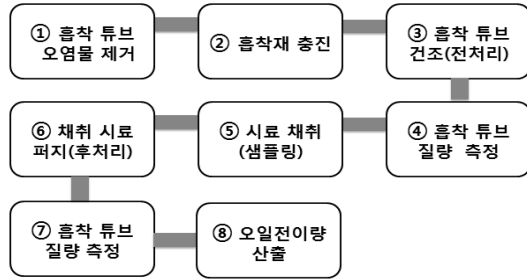 ① 흡착 튜브
오염물 제거
② 흡착재 충진
③ 흡착 튜브
건조(전처리)
④ 흡착 튜브
질량 측정
⑤ 시료 채취
(샘플링)
⑥ 채취 시료
퍼지(후처리)
⑦ 흡착 튜브
질량 측정
⑧ 오일전이량
산출